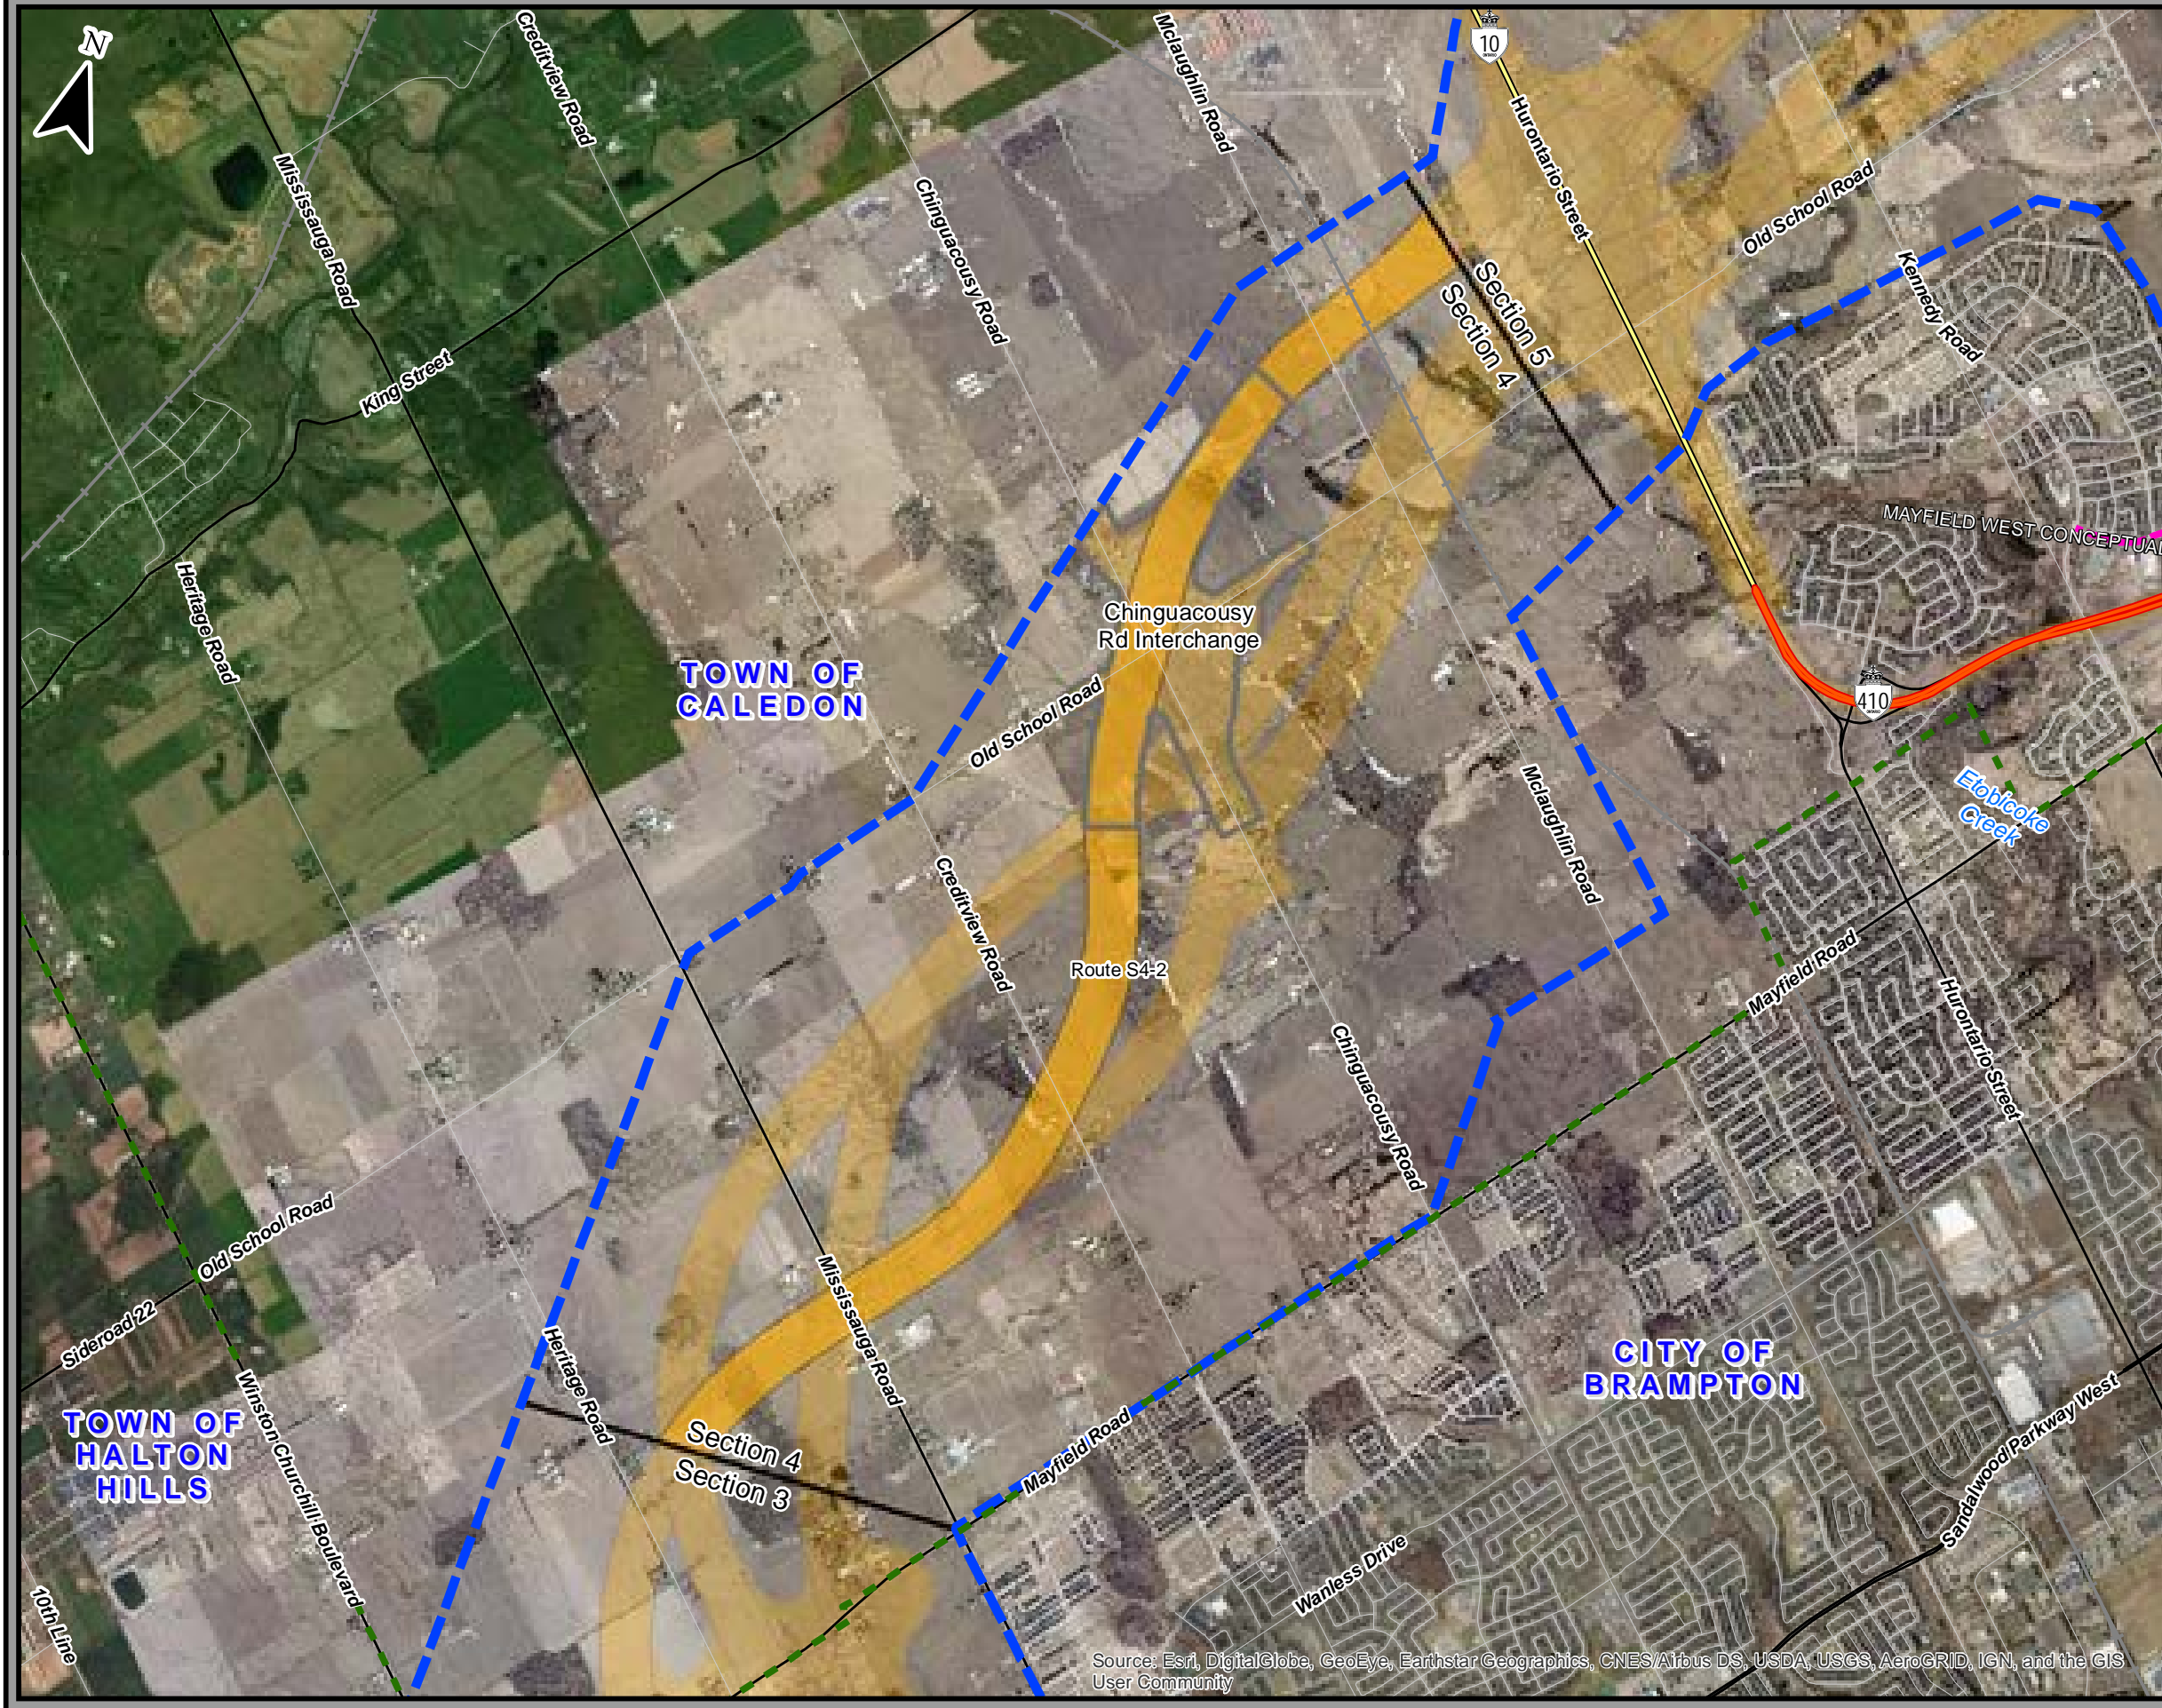 N
Creditview Road
Mclaughlin Road
10
ONTARIO
Hurontario Street
Mississauga Road
Chinguacousy Road
Old School Road
Kennedy Road
Section 5
Section 4
King Street
MAYFIELD WEST CONCEPTUAL
Heritage Road
Chinguacousy
Rd Interchange
TOWN OF
CALEDON
Old School Road
410
ONTARIO
Mclaughlin Road
Etobicoke
Creek
Creditview Road
Route S4-2
Mayfield Road
Hurontario Street
Chinguacousy Road
Old School Road
Sideroad 22
Mississauga Road
Heritage Road
CITY OF
BRAMPTON
Winston Churchill Boulevard
TOWN OF
HALTON
HILLS
Section 4
Section 3
Mayfield Road
Sandalwood Parkway West
Wanless Drive
10th Line
Source: Esri, DigitalGlobe, GeoEye, Earthstar Geographics, CNES/Airbus DS, USDA, USGS, AeroGRID, IGN, and the GIS
User Community